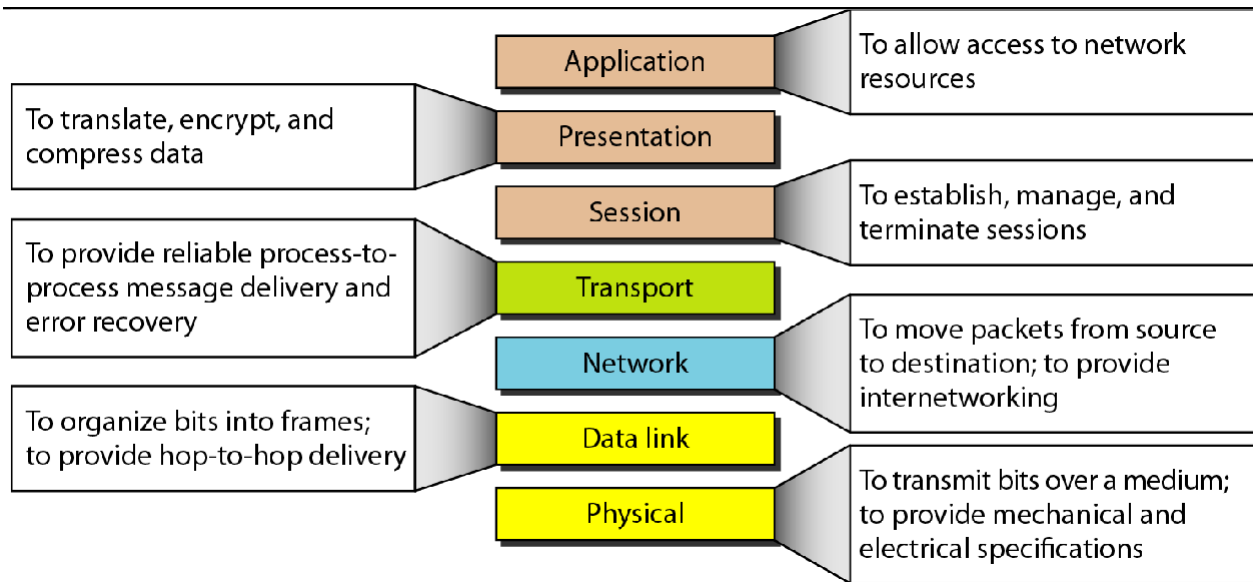 Application
To allow access to network
resources
To translate, encrypt, and
compress data
Presentation
Session
To establish, manage, and
terminate sessions
To provide reliable process-to-
process message delivery and
error recovery
Transport
Network
To move packets from source
to destination; to provide
internetworking
To organize bits into frames;
to provide hop-to-hop delivery
Data link
Physical
To transmit bits over a medium;
to provide mechanical and
electrical specifications